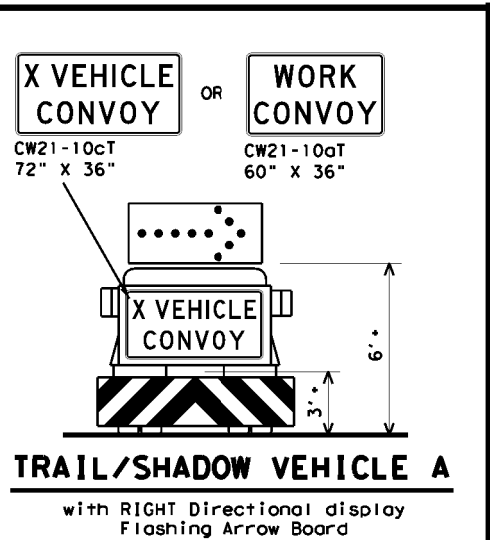 X VEHICLE
CONVOY
OR
WORK
CONVOY
CW21-10cT
72" X 36"
CW21-10aT
60" X 36"
X VEHICLE
CONVOY
6'+
3'+
TRAIL/SHADOW VEHICLE A
with RIGHT Directional display
Flashing Arrow Board